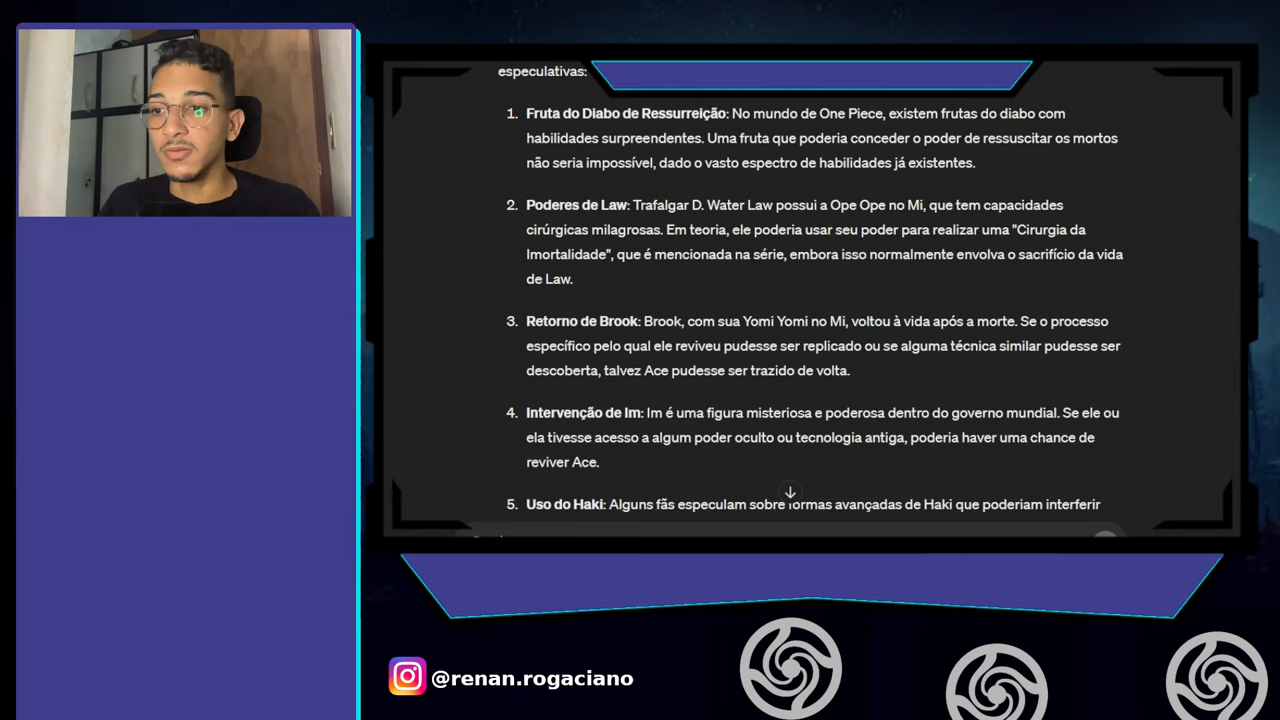 especulativas:
1. Fruta do Diabo de Ressurreição: No mundo de One Piece, existem frutas do diabo com
habilidades surpreendentes. Uma fruta que poderia conceder o poder de ressuscitar os mortos
não seria impossível, dado o vasto espectro de habilidades já existentes.
2. Poderes de Law: Trafalgar D. Water Law possui a Ope Ope no Mi, que tem capacidades
cirúrgicas milagrosas. Em teoria, ele poderia usar seu poder para realizar uma "Cirurgia da
Imortalidade", que é mencionada na série, embora isso normalmente envolva o sacrifício da vida
de Law.
3. Retorno de Brook: Brook, com sua Yomi Yomi no Mi, voltou à vida após a morte. Se o processo
específico pelo qual ele reviveu pudesse ser replicado ou se alguma técnica similar pudesse ser
descoberta, talvez Ace pudesse ser trazido de volta.
4. Intervenção de Im: Im é uma figura misteriosa e poderosa dentro do governo mundial. Se ele ou
ela tivesse acesso a algum poder oculto ou tecnologia antiga, poderia haver uma chance de
reviver Ace.
5. Uso do Haki: Alguns fãs especulam sobre formas avançadas de Haki que poderiam interferir
@renan.rogaciano